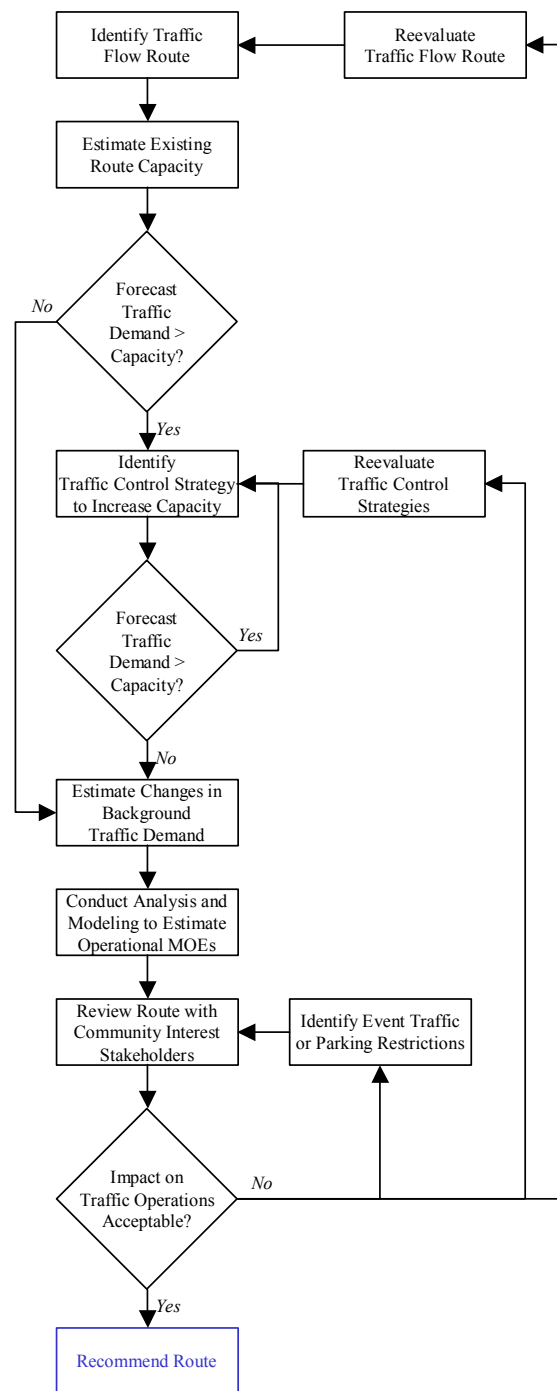 Identify Traffic
Flow Route
Reevaluate
Traffic Flow Route
Estimate Existing
Route Capacity
No
Forecast
Traffic
Demand >
Capacity?
Yes
Identify
Traffic Control Strategy
to Increase Capacity
Reevaluate
Traffic Control
Strategies
Forecast
Traffic
Demand >
Capacity?
Yes
No
Estimate Changes in
Background
Traffic Demand
Conduct Analysis and
Modeling to Estimate
Operational MOEs
Review Route with
Community Interest
Stakeholders
Identify Event Traffic
or Parking Restrictions
Impact on
Traffic Operations
Acceptable?
No
Yes
Recommend Route